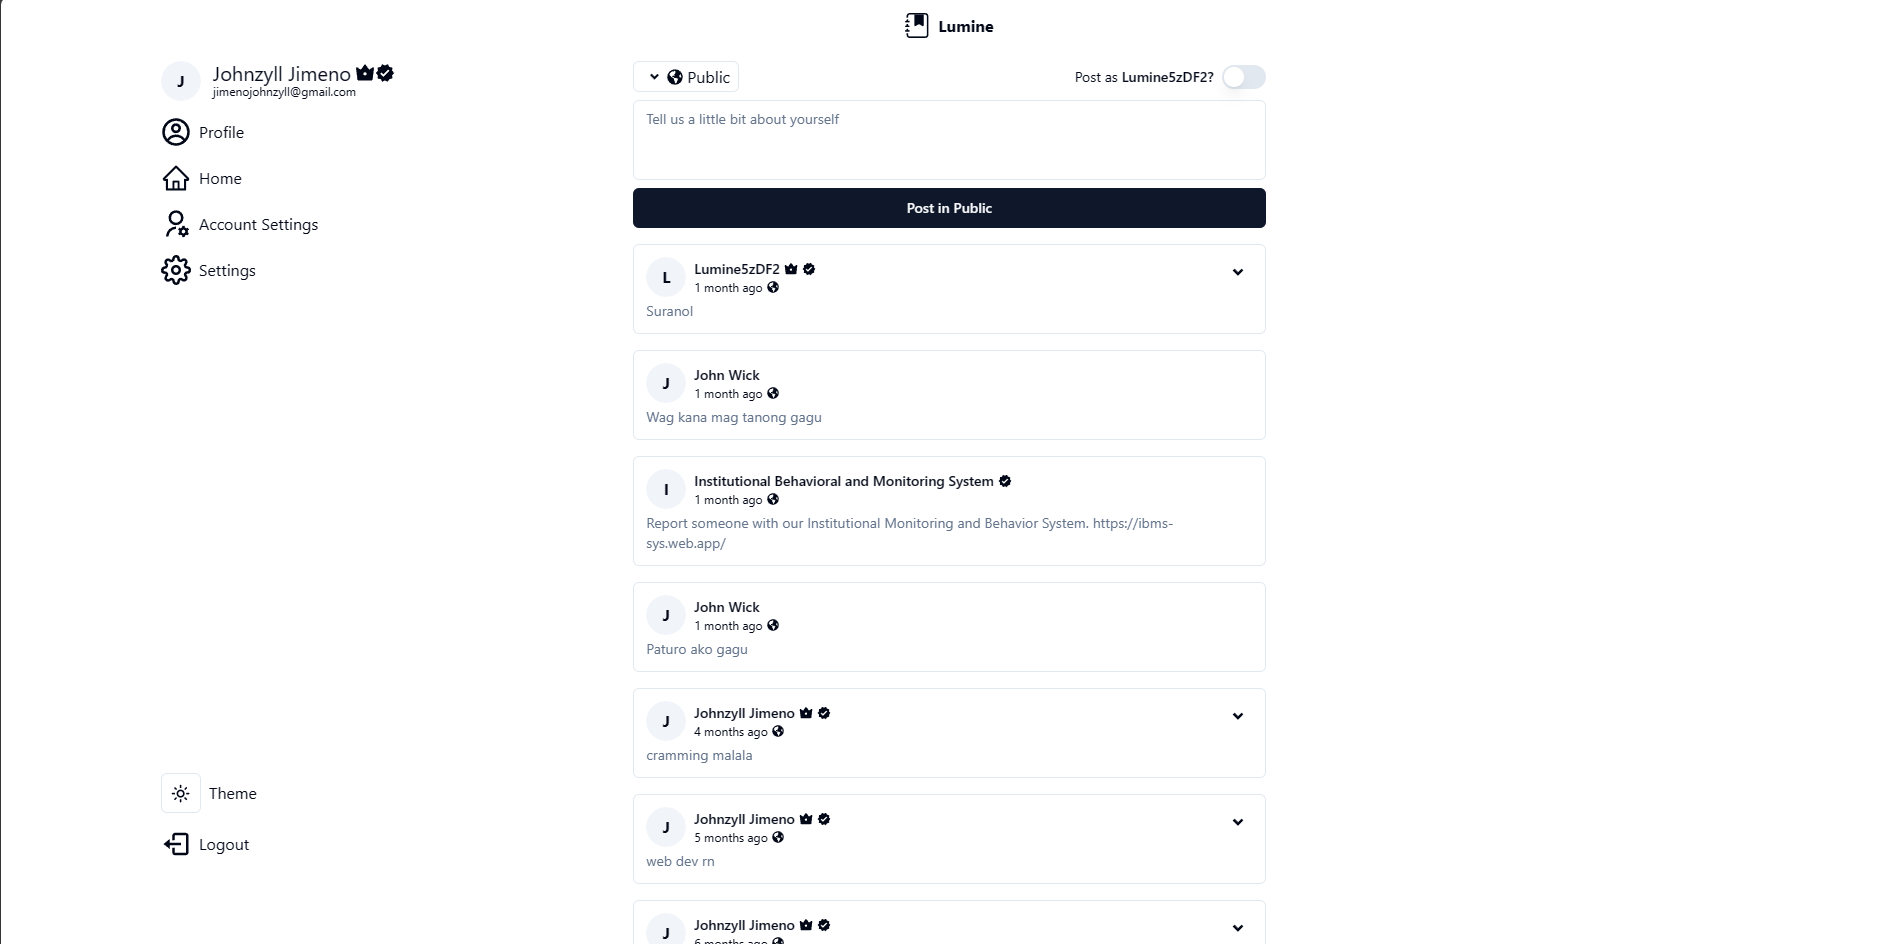 Lumine
J
Johnzyll Jimeno
jimenojohnzyll@gmail.com
Profile
Home
Account Settings
Settings
Theme
Logout
Public
Post as Lumine5zDF2?
Tell us a little bit about yourself
Post in Public
L
Lumine5zDF2
1 month ago
Suranol
J
John Wick
1 month ago
Wag kana mag tanong gagu
I
Institutional Behavioral and Monitoring System
1 month ago
Report someone with our Institutional Monitoring and Behavior System. https://ibms-
sys.web.app/
J
John Wick
1 month ago
Paturo ako gagu
J
Johnzyll Jimeno
4 months ago
cramming malala
J
Johnzyll Jimeno
5 months ago
web dev rn
J
Johnzyll Jimeno
6 months ago